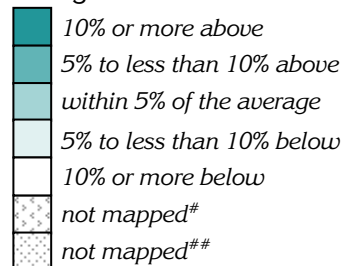 10% or more above
5% to less than 10% above
within 5% of the average
5% to less than 10% below
10% or more below
not mapped#
not mapped##